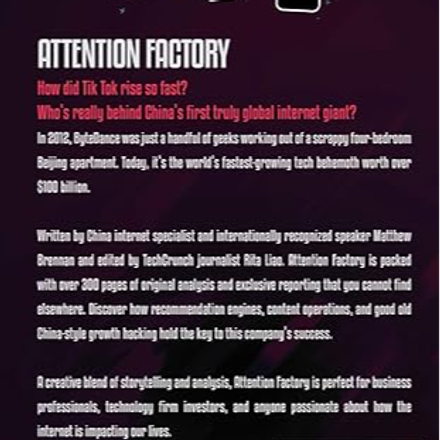 ATTENTION FACTORY
How did Tik Tok rise so fast?
Who's really behind China's first truly global internet giant?
In 2012, ByteDance was just a handful of geeks working out of a scrappy four-bedroom
Beijing apartment. Today, it's the world's fastest-growing tech behemoth worth over
$100 billion.
Written by China internet specialist and internationally recognized speaker Matthew
Brennan and edited by TechCrunch journalist Rita Liao. Attention Factory is packed
with over 300 pages of original analysis and exclusive reporting that you cannot find
elsewhere. Discover how recommendation engines, content operations, and good old
China-style growth hacking hold the key to this company's success.
A creative blend of storytelling and analysis, Attention Factory is perfect for business
professionals, technology firm investors, and anyone passionate about how the
internet is impacting our lives.